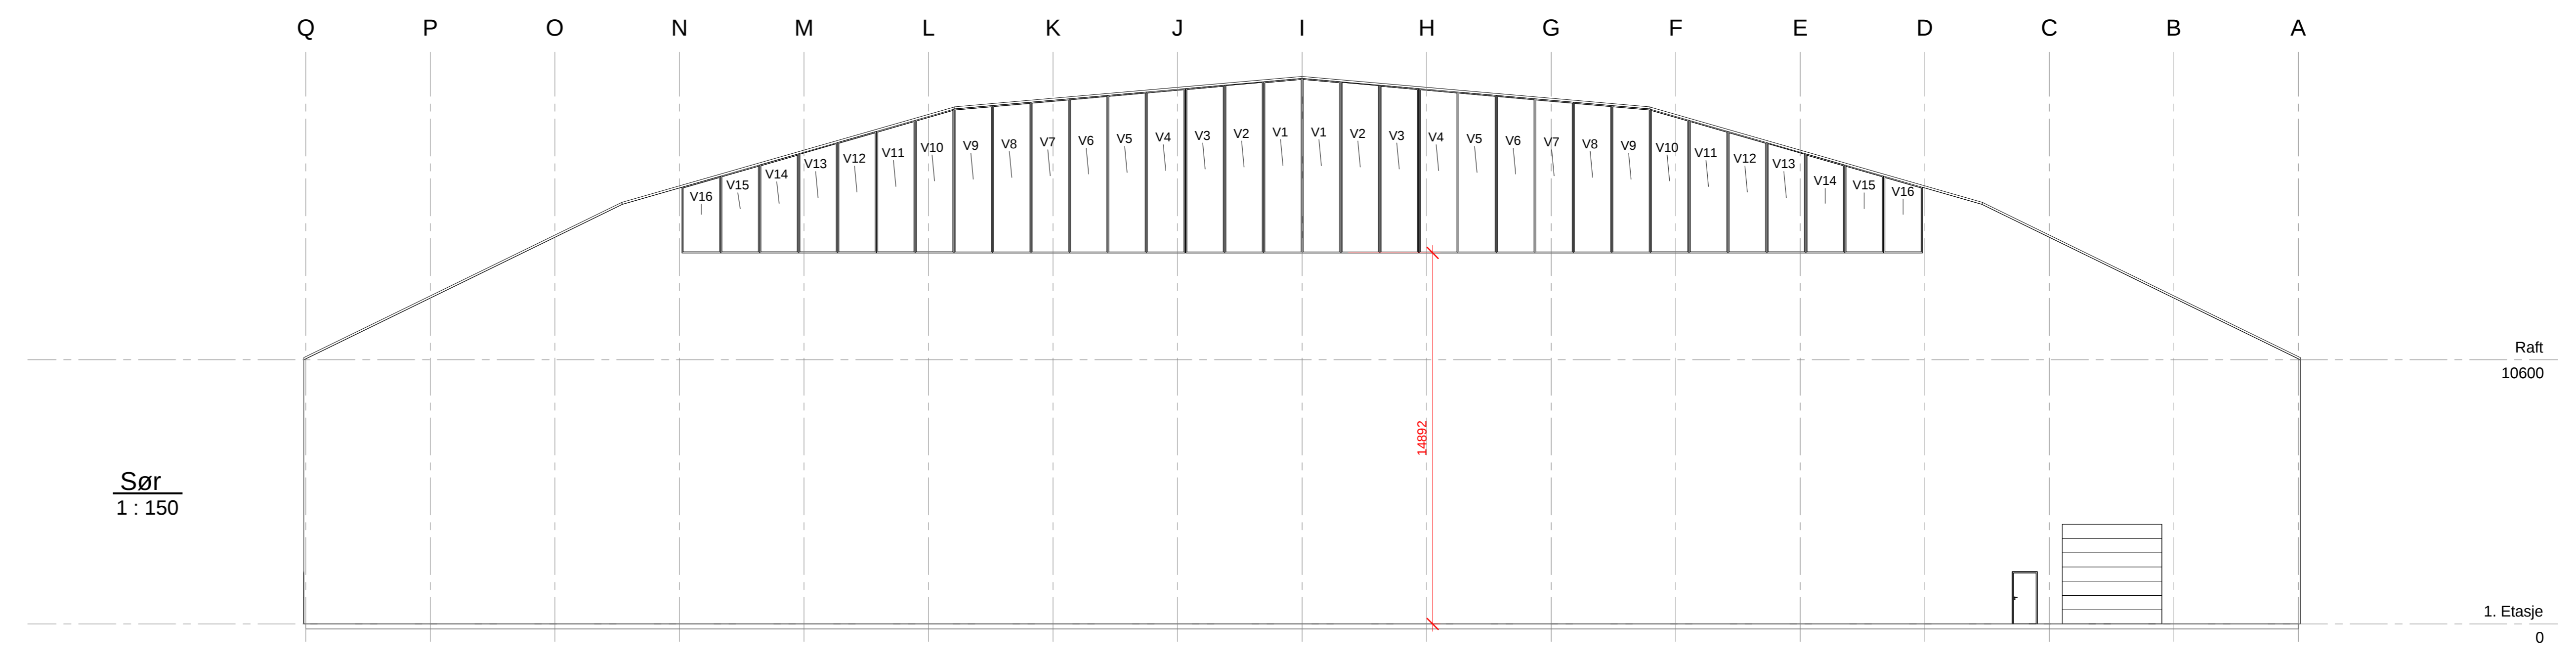 Q P O N M L K J I H G F E D C B A
V16 V15 V14 V13 V12 V11 V10 V9 V8 V7 V6 V5 V4 V3 V2 V1 V1 V2 V3 V4 V5 V6 V7 V8 V9 V10 V11 V12 V13 V14 V15 V16
Raft
10600
14892
Sør
1 : 150
1. Etasje
0